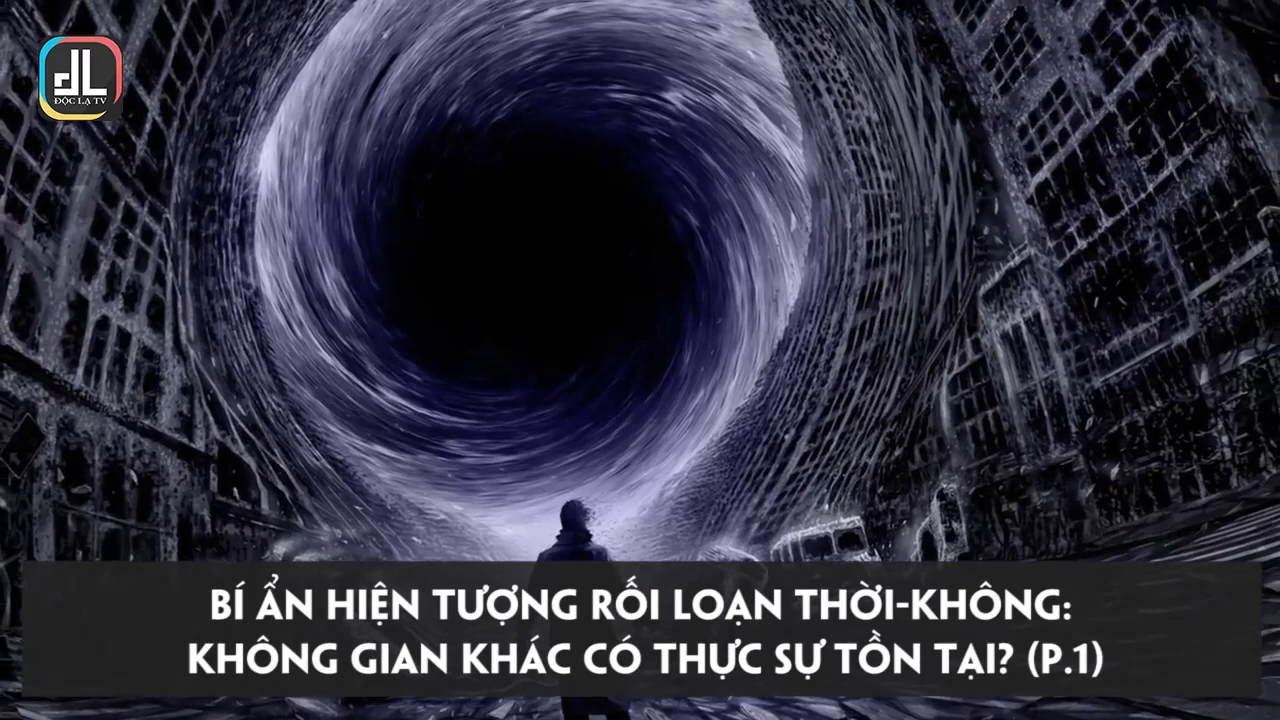 ĐỘC LẠ TV
BÍ ẨN HIỆN TƯỢNG RỐI LOẠN THỜI-KHÔNG:
KHÔNG GIAN KHÁC CÓ THỰC SỰ TỒN TẠI? (P.1)